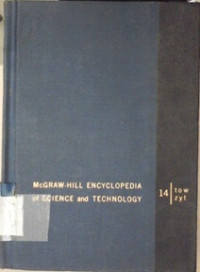 McGRAW-HILL ENCYCLOPEDIA
of SCIENCE and TECHNOLOGY
14
tow
zyt